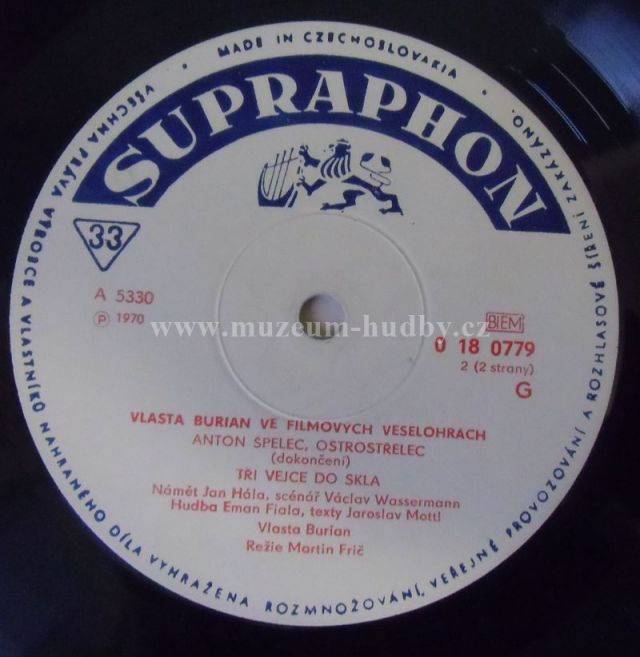 MADE IN CZECHOSLOVAKIA •
SUPRAPHON
33
A 5330
℗ 1970
www.muzeum-hudby.cz
BIEM
0 18 0779
2 (2 strany)
G
VLASTA BURIAN VE FILMOVÝCH VESELOHRÁCH
ANTON ŠPELEC, OSTROSTŘELEC
(dokončení)
TŘI VEJCE DO SKLA
Námět Jan Hála, scénář Václav Wassermann
Hudba Eman Fiala, texty Jaroslav Mottl
Vlasta Burian
Režie Martin Frič
• VŠECHNA PRÁVA VÝROBCE A VLASTNÍKŮ NAHRANÉHO DÍLA VYHRAŽENA. ROZMNOŽOVÁNÍ, VEŘEJNÉ PROVOZOVÁNÍ A ROZHLASOVÉ ŠÍŘENÍ ZAKÁZÁNO.